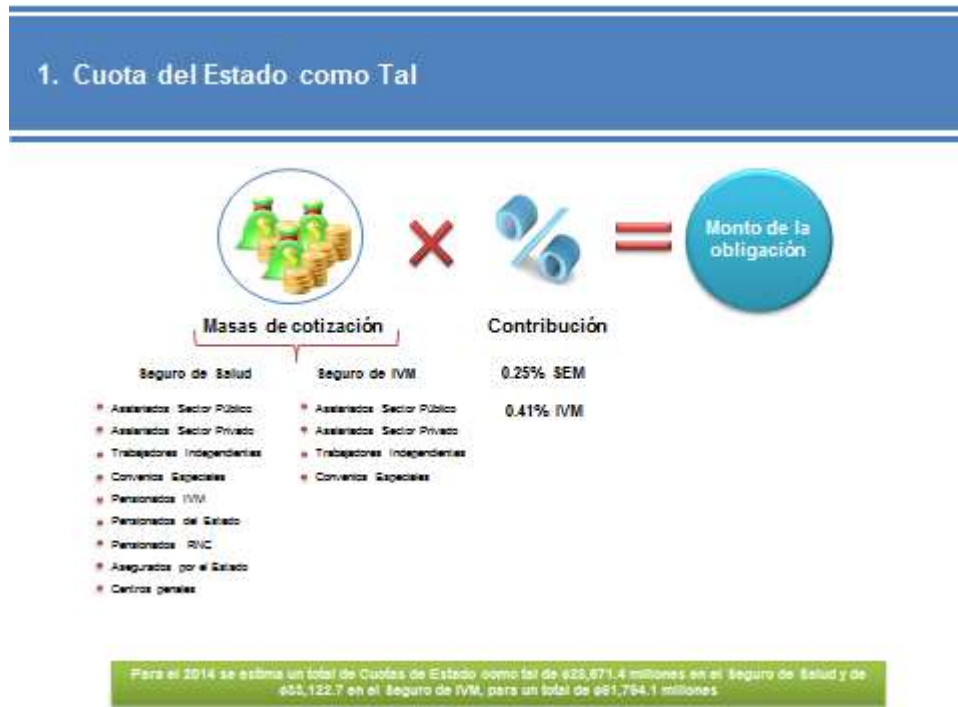 1. Cuota del Estado como Tal
Monto de la
obligación
Masas de cotización
Contribución
Seguro de Salud
Asalariados Sector Público
Asalariados Sector Privado
Trabajadores Independientes
Convenios Especiales
Pensionados IVM
Pensionados del Estado
Pensionados RNC
Asegurados por el Estado
Centros penales
Seguro de IVM
Asalariados Sector Público
Asalariados Sector Privado
Trabajadores Independientes
Convenios Especiales
0.25% SEM
0.41% IVM
Para el 2014 se estima un total de Cuotas de Estado como tal de ¢28,671.4 millones en el Seguro de Salud y de
¢33,122.7 en el Seguro de IVM, para un total de ¢61,794.1 millones